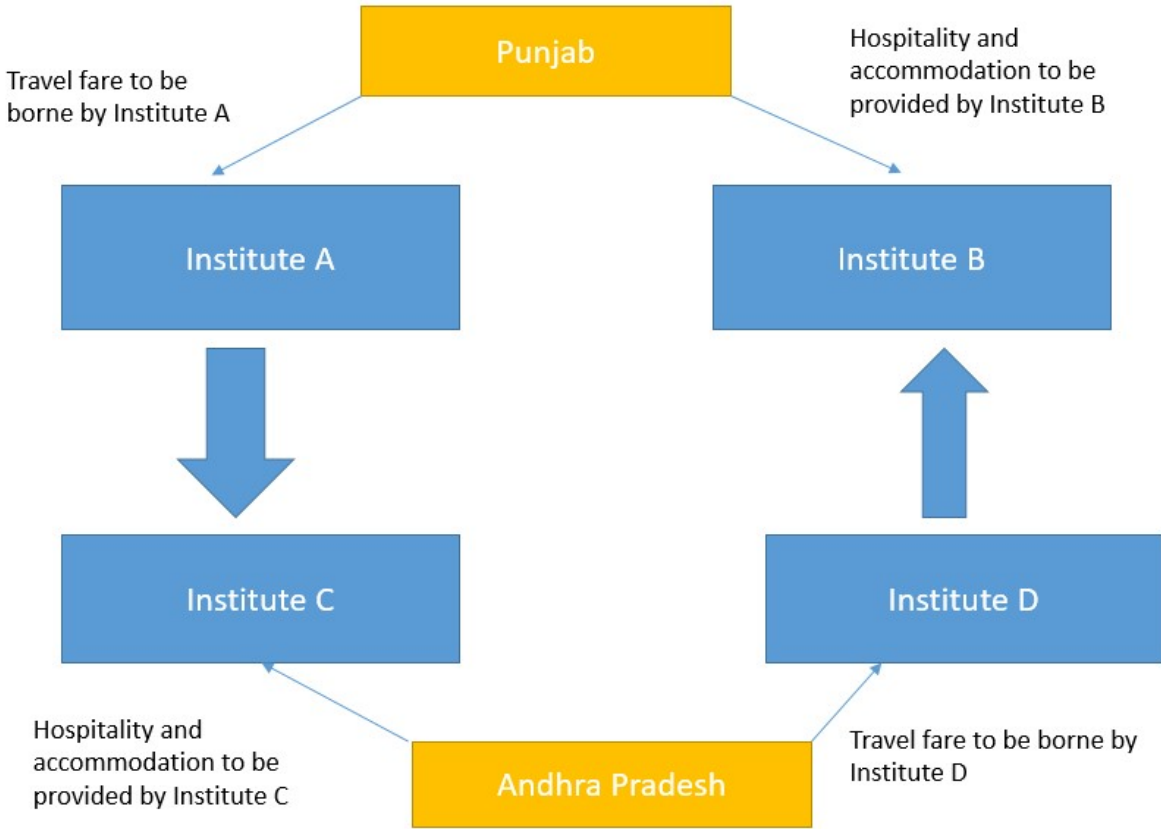 Punjab
Travel fare to be
borne by Institute A
Hospitality and
accommodation to be
provided by Institute B
Institute A
Institute B
Institute C
Institute D
Hospitality and
accommodation to be
provided by Institute C
Andhra Pradesh
Travel fare to be borne by
Institute D